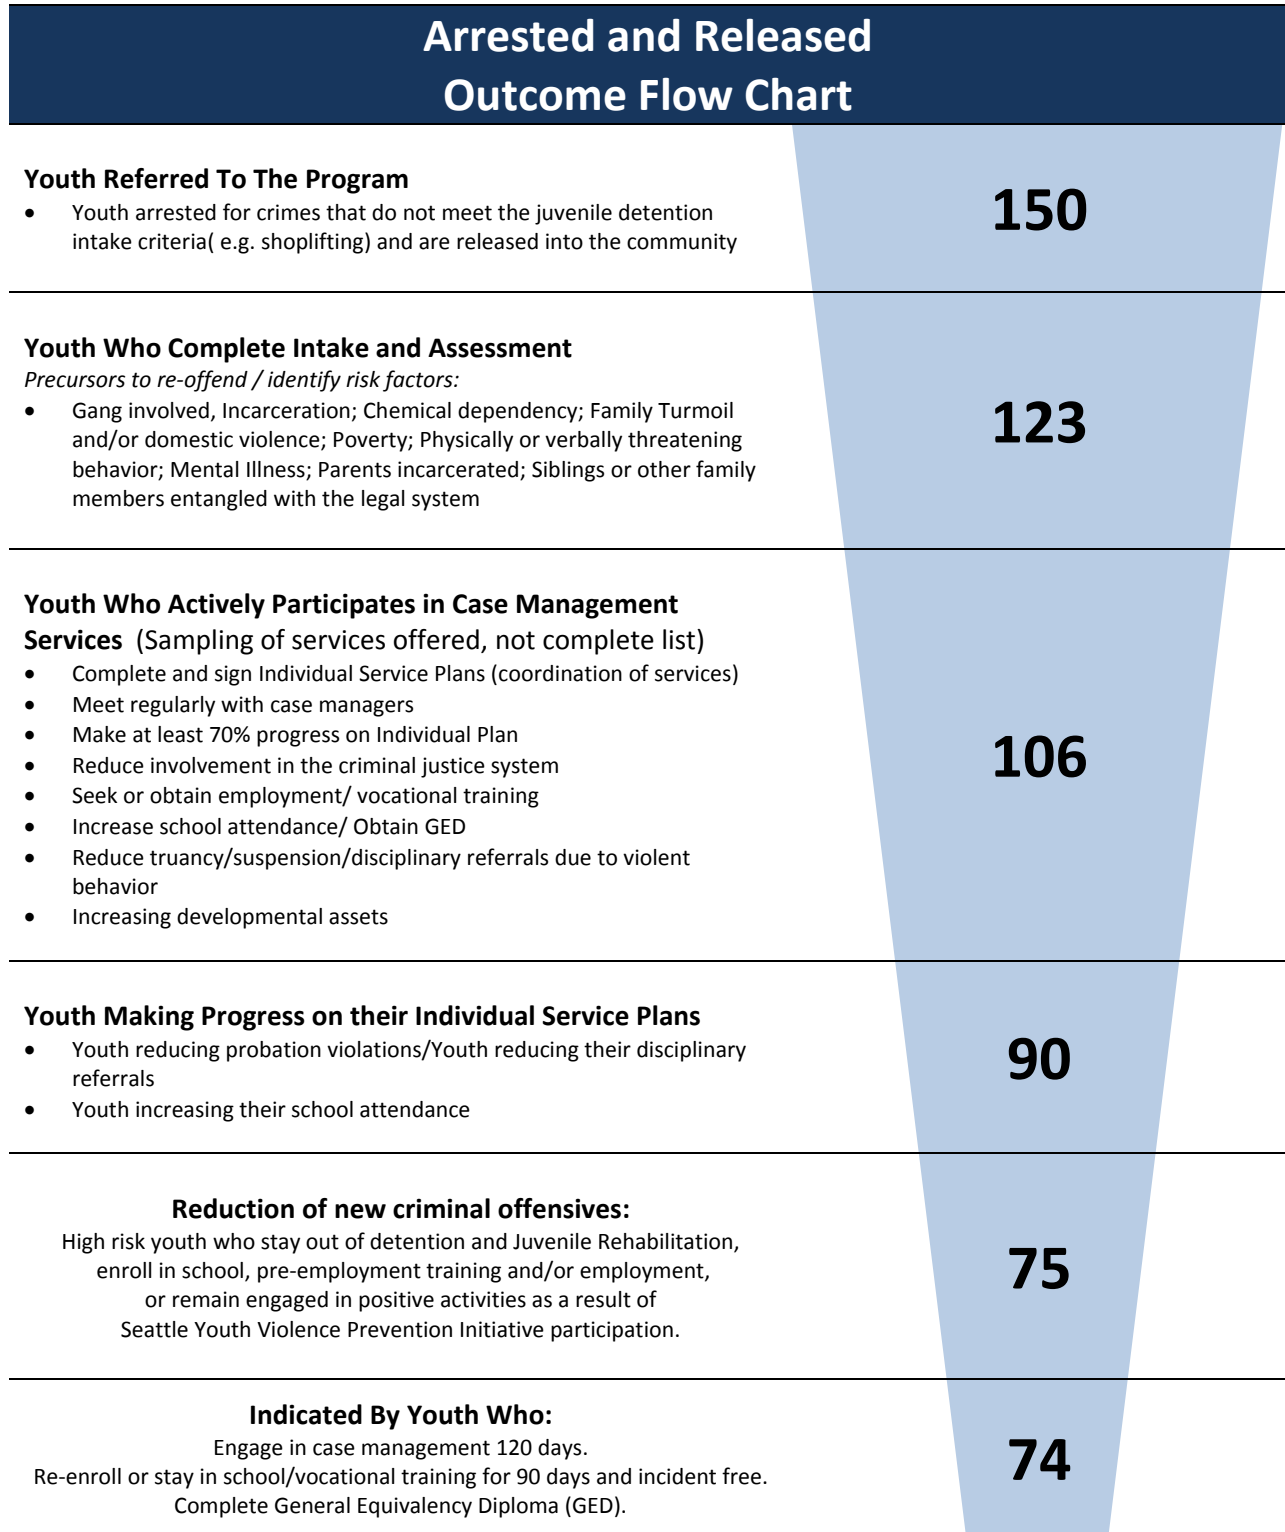 Arrested and Released
Outcome Flow Chart
Youth Referred To The Program
• Youth arrested for crimes that do not meet the juvenile detention
intake criteria( e.g. shoplifting) and are released into the community
150
Youth Who Complete Intake and Assessment
Precursors to re-offend / identify risk factors:
• Gang involved, Incarceration; Chemical dependency; Family Turmoil
and/or domestic violence; Poverty; Physically or verbally threatening
behavior; Mental Illness; Parents incarcerated; Siblings or other family
members entangled with the legal system
123
Youth Who Actively Participates in Case Management
Services (Sampling of services offered, not complete list)
• Complete and sign Individual Service Plans (coordination of services)
• Meet regularly with case managers
• Make at least 70% progress on Individual Plan
• Reduce involvement in the criminal justice system
• Seek or obtain employment/ vocational training
• Increase school attendance/ Obtain GED
• Reduce truancy/suspension/disciplinary referrals due to violent
behavior
• Increasing developmental assets
106
Youth Making Progress on their Individual Service Plans
• Youth reducing probation violations/Youth reducing their disciplinary
referrals
• Youth increasing their school attendance
90
Reduction of new criminal offensives:
High risk youth who stay out of detention and Juvenile Rehabilitation,
enroll in school, pre-employment training and/or employment,
or remain engaged in positive activities as a result of
Seattle Youth Violence Prevention Initiative participation.
75
Indicated By Youth Who:
Engage in case management 120 days.
Re-enroll or stay in school/vocational training for 90 days and incident free.
Complete General Equivalency Diploma (GED).
74